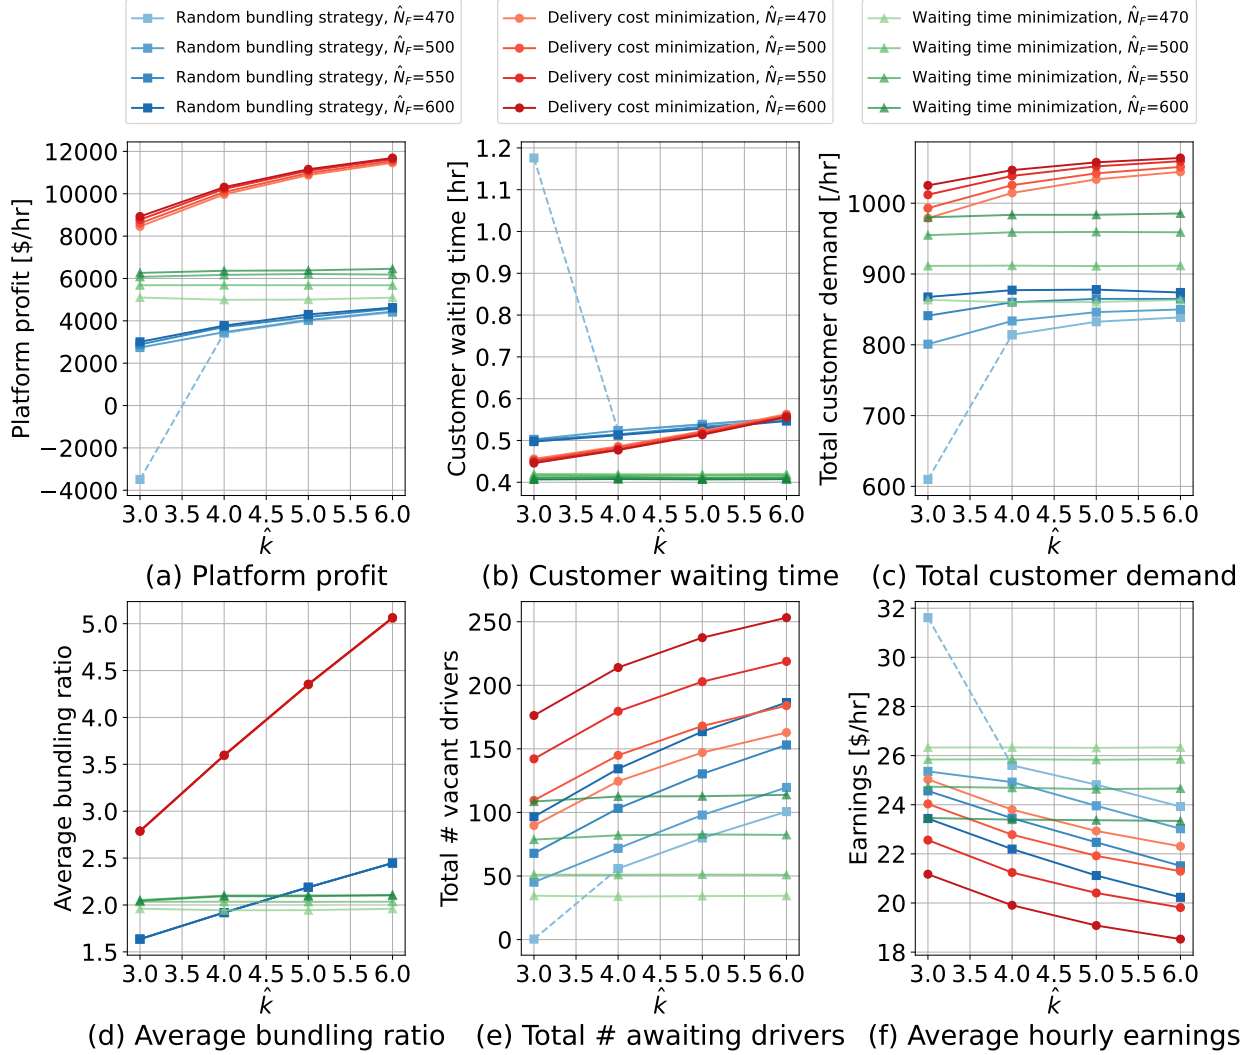 Random bundling strategy, N̂_F=470
Random bundling strategy, N̂_F=500
Random bundling strategy, N̂_F=550
Random bundling strategy, N̂_F=600
Delivery cost minimization, N̂_F=470
Delivery cost minimization, N̂_F=500
Delivery cost minimization, N̂_F=550
Delivery cost minimization, N̂_F=600
Waiting time minimization, N̂_F=470
Waiting time minimization, N̂_F=500
Waiting time minimization, N̂_F=550
Waiting time minimization, N̂_F=600
Platform profit [$/hr]
12000
10000
8000
6000
4000
2000
0
−2000
−4000
3.0 3.5 4.0 4.5 5.0 5.5 6.0
k̂
(a) Platform profit
Customer waiting time [hr]
1.2
1.1
1.0
0.9
0.8
0.7
0.6
0.5
0.4
3.0 3.5 4.0 4.5 5.0 5.5 6.0
k̂
(b) Customer waiting time
Total customer demand [/hr]
1000
900
800
700
600
3.0 3.5 4.0 4.5 5.0 5.5 6.0
k̂
(c) Total customer demand
Average bundling ratio
5.0
4.5
4.0
3.5
3.0
2.5
2.0
1.5
3.0 3.5 4.0 4.5 5.0 5.5 6.0
k̂
(d) Average bundling ratio
Total # vacant drivers
250
200
150
100
50
0
3.0 3.5 4.0 4.5 5.0 5.5 6.0
k̂
(e) Total # awaiting drivers
Earnings [$/hr]
32
30
28
26
24
22
20
18
3.0 3.5 4.0 4.5 5.0 5.5 6.0
k̂
(f) Average hourly earnings